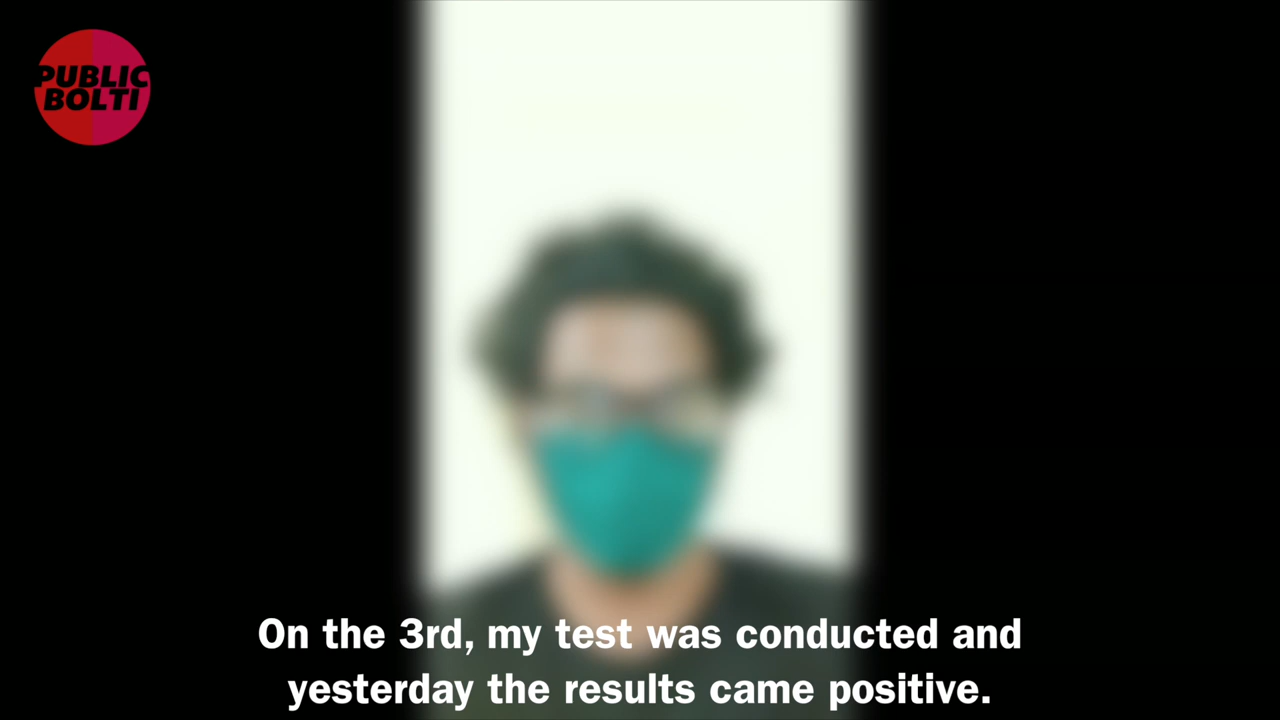 PUBLIC
BOLTI
On the 3rd, my test was conducted and
yesterday the results came positive.